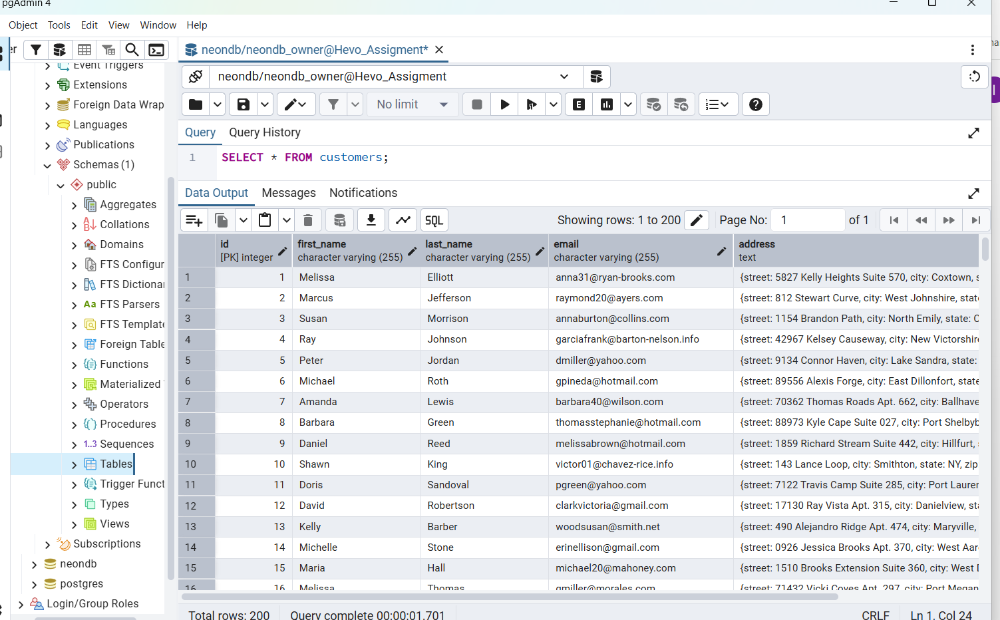 pgAdmin 4
Object Tools Edit View Window Help
er
neondb/neondb_owner@Hevo_Assigment*
neondb/neondb_owner@Hevo_Assigment
No limit
E
Query Query History
1 SELECT * FROM customers;
Data Output Messages Notifications
SQL Showing rows: 1 to 200 Page No: 1 of 1
Event Triggers
Extensions
Foreign Data Wrap
Languages
Publications
Schemas (1)
public
Aggregates
Collations
Domains
FTS Configur
FTS Dictiona
Aa FTS Parsers
FTS Template
Foreign Table
Functions
Materialized
Operators
Procedures
1..3 Sequences
Tables
Trigger Funct
Types
Views
Subscriptions
neondb
postgres
Login/Group Roles
id first_name last_name email address
[PK] integer character varying (255) character varying (255) character varying (255) text
1 1 Melissa Elliott anna31@ryan-brooks.com {street: 5827 Kelly Heights Suite 570, city: Coxtown, s
2 2 Marcus Jefferson raymond20@ayers.com {street: 812 Stewart Curve, city: West Johnshire, stat
3 3 Susan Morrison annaburton@collins.com {street: 1154 Brandon Path, city: North Emily, state: C
4 4 Ray Johnson garciafrank@barton-nelson.info {street: 42967 Kelsey Causeway, city: New Victorshire
5 5 Peter Jordan dmiller@yahoo.com {street: 9134 Connor Haven, city: Lake Sandra, state:
6 6 Michael Roth gpineda@hotmail.com {street: 89556 Alexis Forge, city: East Dillonfort, state
7 7 Amanda Lewis barbara40@wilson.com {street: 70362 Thomas Roads Apt. 662, city: Ballhave
8 8 Barbara Green thomasstephanie@hotmail.com {street: 88973 Kyle Cape Suite 027, city: Port Shelbyb
9 9 Daniel Reed melissabrown@hotmail.com {street: 1859 Richard Stream Suite 442, city: Hillfurt,
10 10 Shawn King victor01@chavez-rice.info {street: 143 Lance Loop, city: Smithton, state: NY, zip
11 11 Doris Sandoval pgreen@yahoo.com {street: 7122 Travis Camp Suite 285, city: Port Laurer
12 12 David Robertson clarkvictoria@gmail.com {street: 17130 Ray Vista Apt. 315, city: Danielview, sta
13 13 Kelly Barber woodsusan@smith.net {street: 490 Alejandro Ridge Apt. 474, city: Maryville,
14 14 Michelle Stone erinellison@gmail.com {street: 0926 Jessica Brooks Apt. 370, city: West Aar
15 15 Maria Hall michael20@mahoney.com {street: 1510 Brooks Extension Suite 360, city: West
16 16 Melissa Thomas gmiller@morales.com {street: 71432 Vicki Coves Apt. 297, city: Port Megan
Total rows: 200 Query complete 00:00:01.701 CRLF Ln 1, Col 24